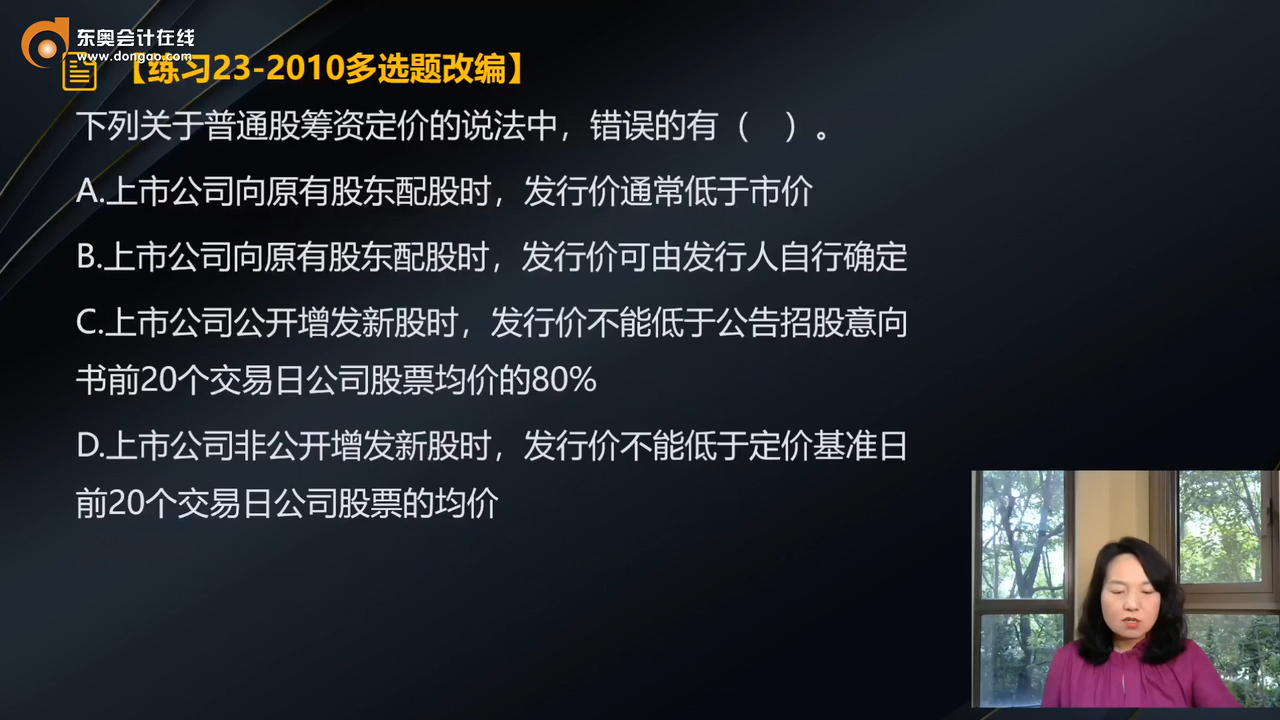 东奥会计在线
www.dongao.com
【练习23-2010多选题改编】
下列关于普通股筹资定价的说法中，错误的有（　）。
A.上市公司向原有股东配股时，发行价通常低于市价
B.上市公司向原有股东配股时，发行价可由发行人自行确定
C.上市公司公开增发新股时，发行价不能低于公告招股意向
书前20个交易日公司股票均价的80%
D.上市公司非公开增发新股时，发行价不能低于定价基准日
前20个交易日公司股票的均价